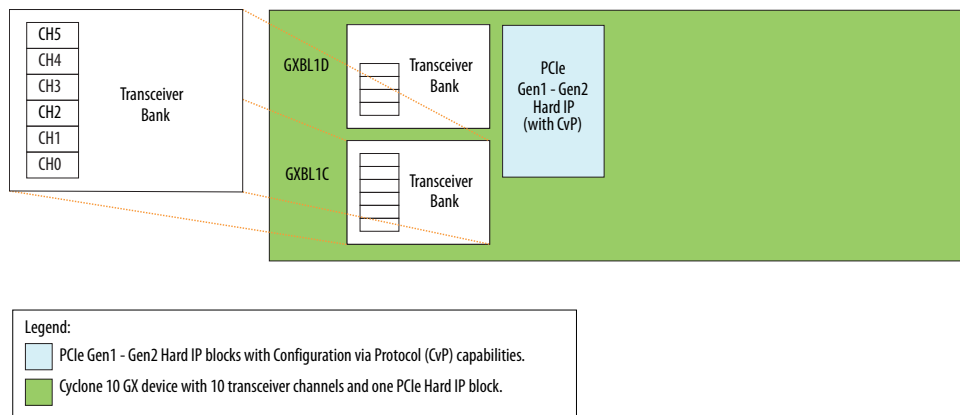 CH5
CH4
CH3
CH2
CH1
CH0
Transceiver
Bank
GXBL1D
Transceiver
Bank
GXBL1C
Transceiver
Bank
PCIe
Gen1 - Gen2
Hard IP
(with CvP)
Legend:
PCIe Gen1 - Gen2 Hard IP blocks with Configuration via Protocol (CvP) capabilities.
Cyclone 10 GX device with 10 transceiver channels and one PCIe Hard IP block.